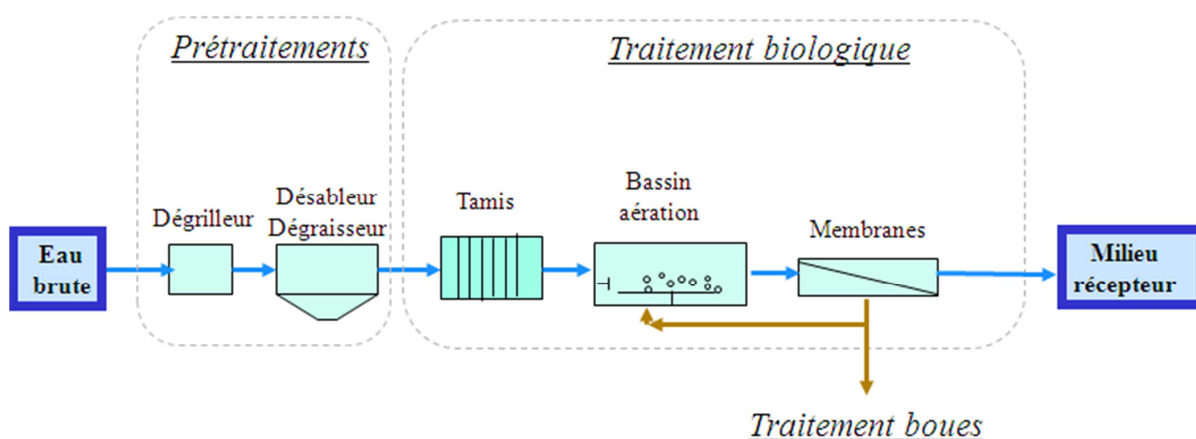 Prétraitements
Traitement biologique
Dégrilleur
Désableur
Dégraisseur
Tamis
Bassin
aération
Membranes
Eau
brute
Milieu
récepteur
Traitement boues